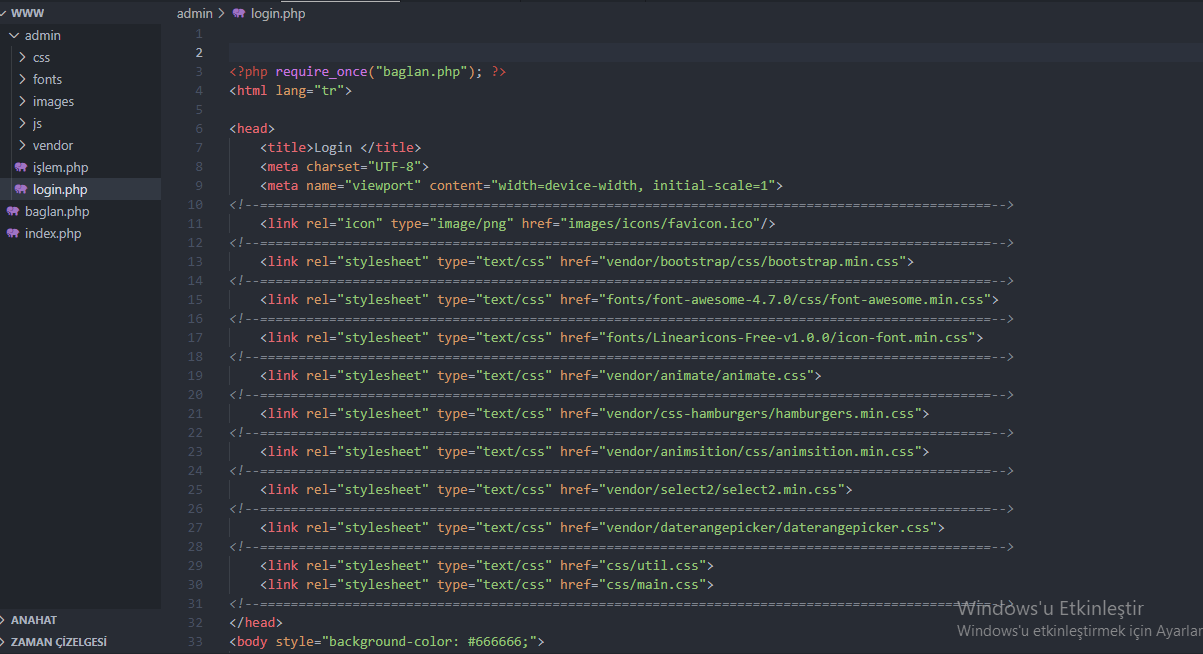 WWW
admin
css
fonts
images
js
vendor
işlem.php
login.php
baglan.php
index.php
ANAHAT
ZAMAN ÇİZELGESİ
admin > login.php
1
2
3 <?php require_once("baglan.php"); ?>
4 <html lang="tr">
5
6 <head>
7 <title>Login </title>
8 <meta charset="UTF-8">
9 <meta name="viewport" content="width=device-width, initial-scale=1">
10 <!--===============================================================================================-->
11 <link rel="icon" type="image/png" href="images/icons/favicon.ico"/>
12 <!--===============================================================================================-->
13 <link rel="stylesheet" type="text/css" href="vendor/bootstrap/css/bootstrap.min.css">
14 <!--===============================================================================================-->
15 <link rel="stylesheet" type="text/css" href="fonts/font-awesome-4.7.0/css/font-awesome.min.css">
16 <!--===============================================================================================-->
17 <link rel="stylesheet" type="text/css" href="fonts/Linearicons-Free-v1.0.0/icon-font.min.css">
18 <!--===============================================================================================-->
19 <link rel="stylesheet" type="text/css" href="vendor/animate/animate.css">
20 <!--===============================================================================================-->
21 <link rel="stylesheet" type="text/css" href="vendor/css-hamburgers/hamburgers.min.css">
22 <!--===============================================================================================-->
23 <link rel="stylesheet" type="text/css" href="vendor/animsition/css/animsition.min.css">
24 <!--===============================================================================================-->
25 <link rel="stylesheet" type="text/css" href="vendor/select2/select2.min.css">
26 <!--===============================================================================================-->
27 <link rel="stylesheet" type="text/css" href="vendor/daterangepicker/daterangepicker.css">
28 <!--===============================================================================================-->
29 <link rel="stylesheet" type="text/css" href="css/util.css">
30 <link rel="stylesheet" type="text/css" href="css/main.css">
31 <!--===============================================================================================-->
32 </head>
33 <body style="background-color: #666666;">
Windows'u Etkinleştir
Windows'u etkinleştirmek için Ayarlar